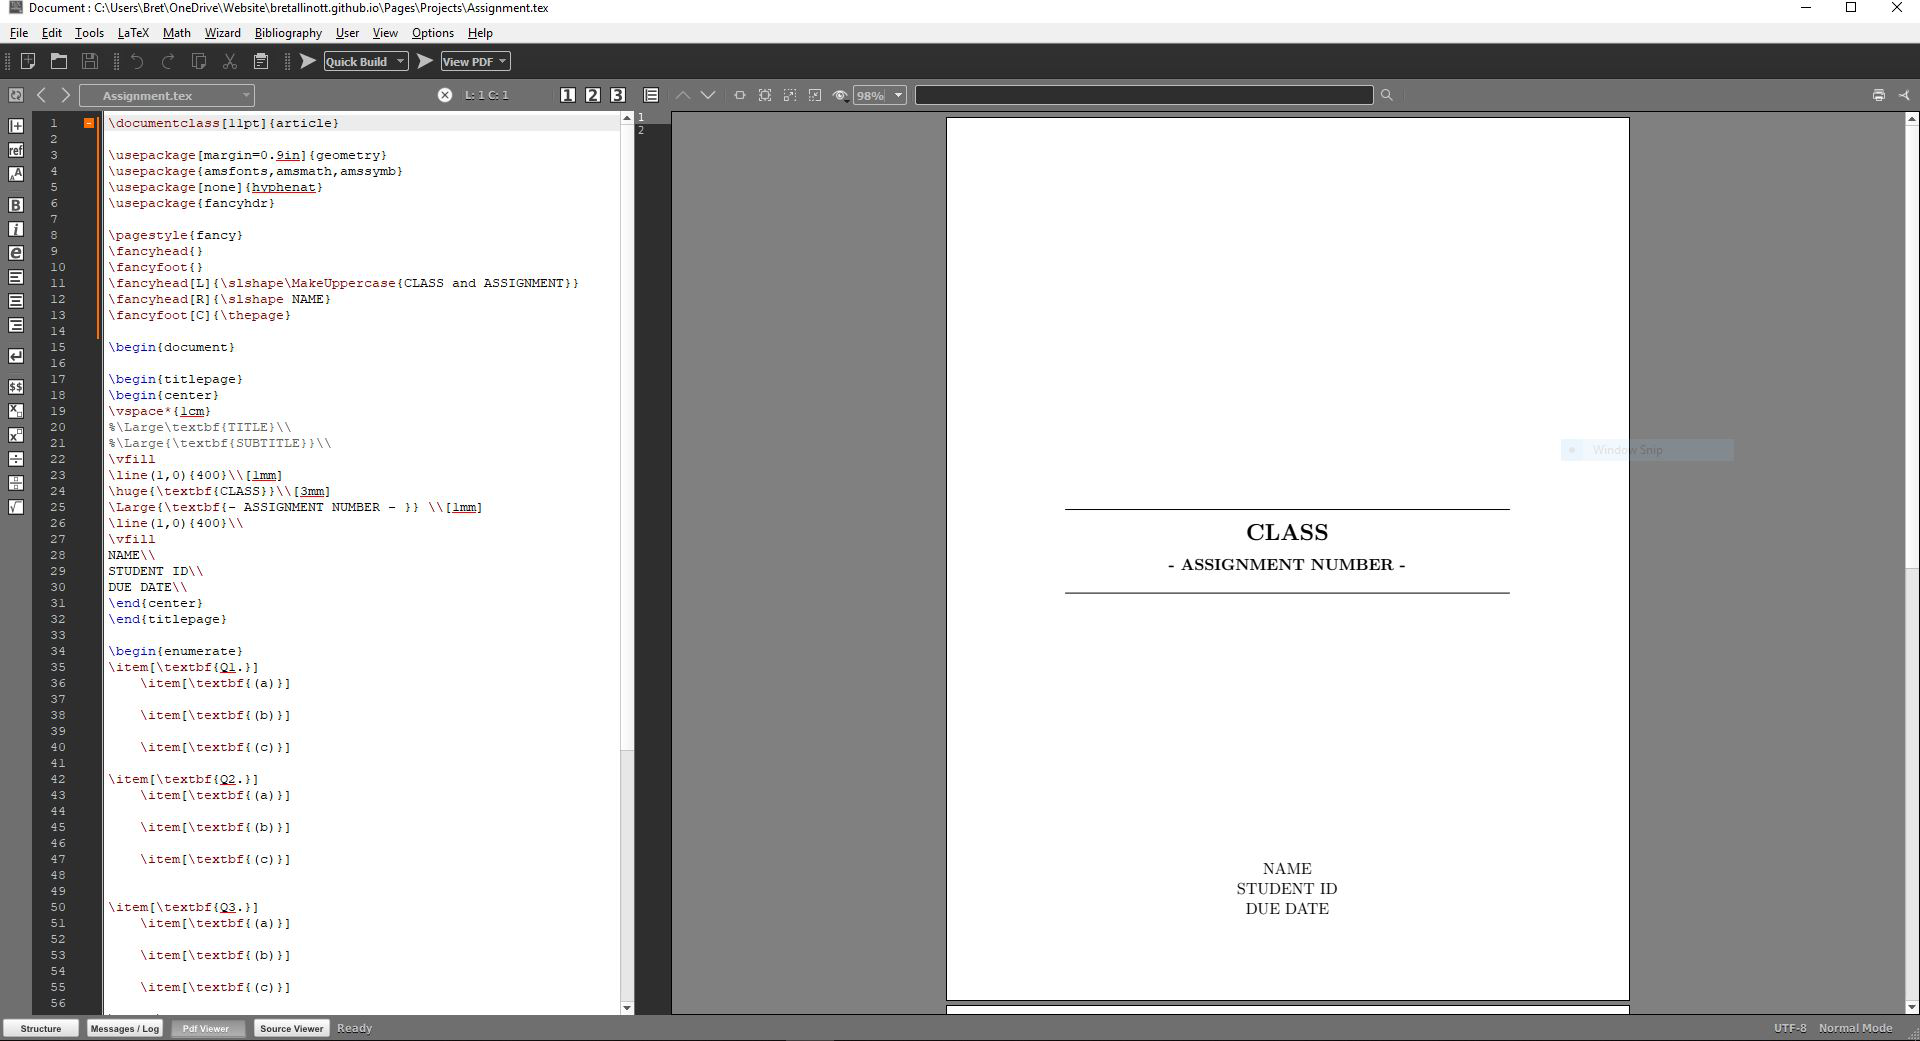 Document : C:\Users\Bret\OneDrive\Website\bretallinott.github.io\Pages\Projects\Assignment.tex
File Edit Tools LaTeX Math Wizard Bibliography User View Options Help
Quick Build View PDF
Assignment.tex L: 1 C: 1 1 2 3 98%
1 \documentclass[11pt]{article}
2
3 \usepackage[margin=0.9in]{geometry}
4 \usepackage{amsfonts,amsmath,amssymb}
5 \usepackage[none]{hyphenat}
6 \usepackage{fancyhdr}
7
8 \pagestyle{fancy}
9 \fancyhead{}
10 \fancyfoot{}
11 \fancyhead[L]{\slshape\MakeUppercase{CLASS and ASSIGNMENT}}
12 \fancyhead[R]{\slshape NAME}
13 \fancyfoot[C]{\thepage}
14
15 \begin{document}
16
17 \begin{titlepage}
18 \begin{center}
19 \vspace*{1cm}
20 %\Large\textbf{TITLE}\\
21 %\Large{\textbf{SUBTITLE}}\\
22 \vfill
23 \line(1,0){400}\\[1mm]
24 \huge{\textbf{CLASS}}\\[3mm]
25 \Large{\textbf{- ASSIGNMENT NUMBER - }} \\[1mm]
26 \line(1,0){400}\\
27 \vfill
28 NAME\\
29 STUDENT ID\\
30 DUE DATE\\
31 \end{center}
32 \end{titlepage}
33
34 \begin{enumerate}
35 \item[\textbf{Q1.}]
36 \item[\textbf{(a)}]
37
38 \item[\textbf{(b)}]
39
40 \item[\textbf{(c)}]
41
42 \item[\textbf{Q2.}]
43 \item[\textbf{(a)}]
44
45 \item[\textbf{(b)}]
46
47 \item[\textbf{(c)}]
48
49
50 \item[\textbf{Q3.}]
51 \item[\textbf{(a)}]
52
53 \item[\textbf{(b)}]
54
55 \item[\textbf{(c)}]
56
ref
A
B
i
e
$$
x
x
1
2
Window Snip
CLASS
- ASSIGNMENT NUMBER -
NAME
STUDENT ID
DUE DATE
Structure Messages / Log Pdf Viewer Source Viewer Ready UTF-8 Normal Mode